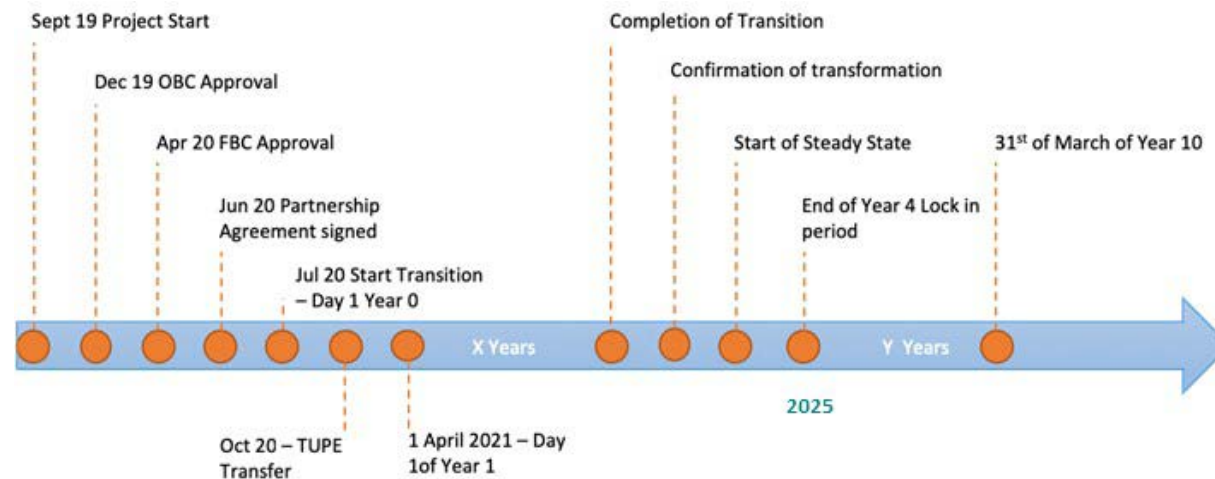 Sept 19 Project Start
Dec 19 OBC Approval
Apr 20 FBC Approval
Jun 20 Partnership
Agreement signed
Jul 20 Start Transition
– Day 1 Year 0
Oct 20 – TUPE
Transfer
1 April 2021 – Day
1of Year 1
X Years
Completion of Transition
Confirmation of transformation
Start of Steady State
End of Year 4 Lock in
period
2025
Y Years
31st of March of Year 10